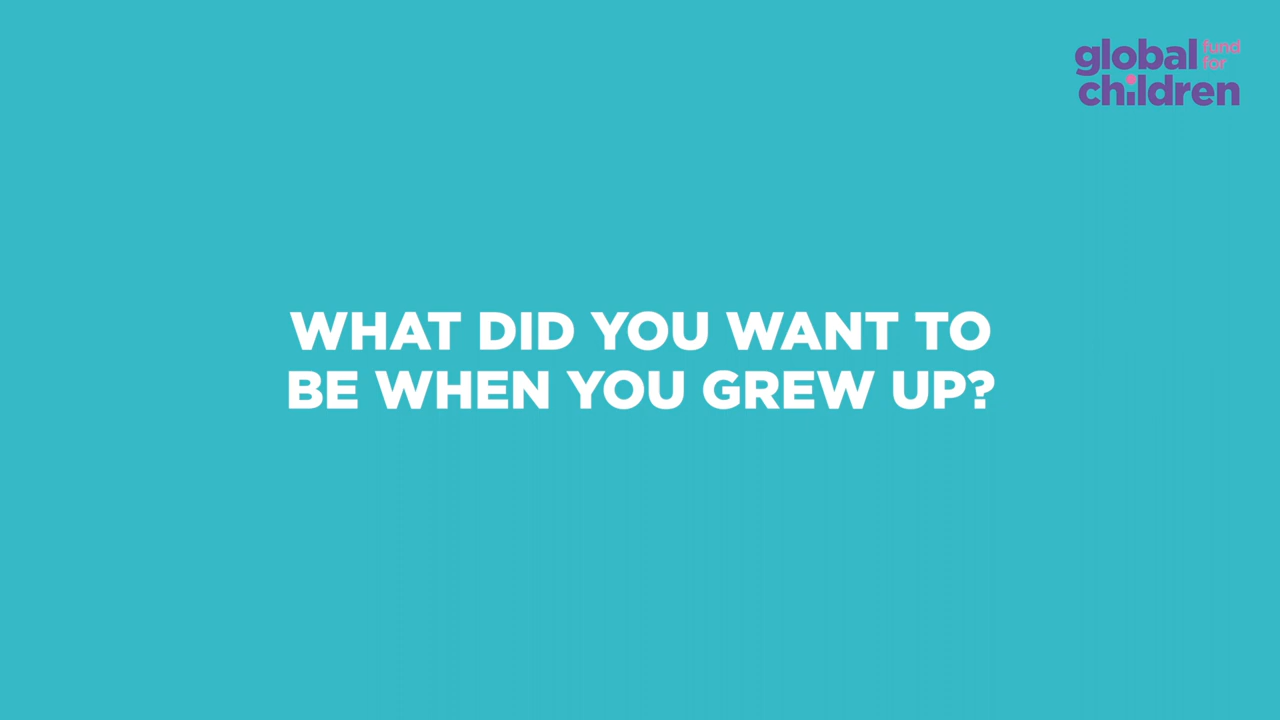 global fund for
children
WHAT DID YOU WANT TO
BE WHEN YOU GREW UP?